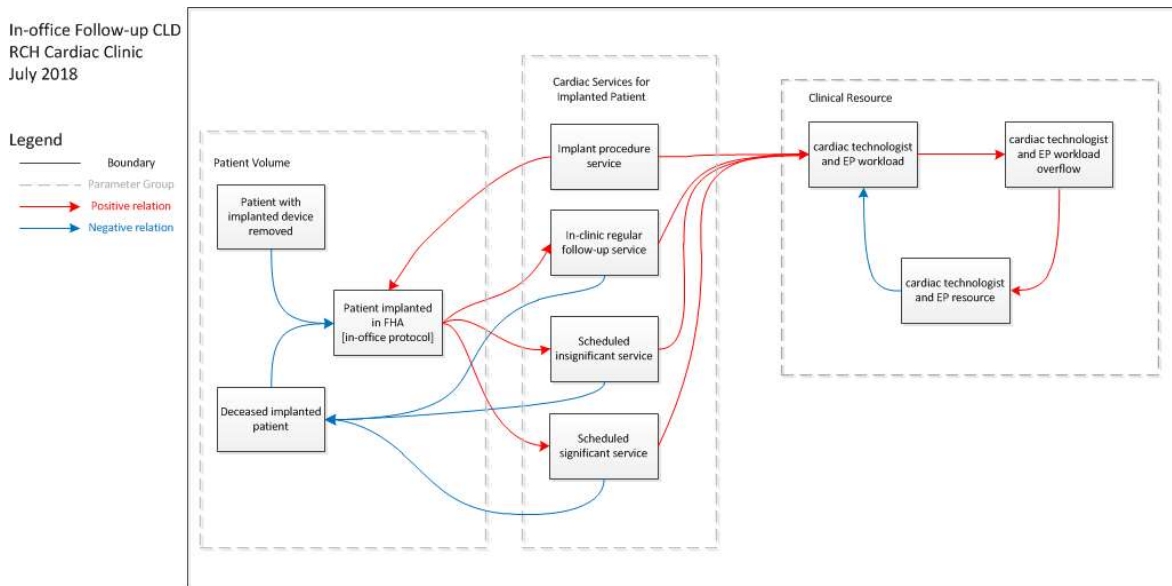 In-office Follow-up CLD
RCH Cardiac Clinic
July 2018
Legend
Boundary
Parameter Group
Positive relation
Negative relation
Patient Volume
Patient with
implanted device
removed
Patient implanted
in FHA
[in-office protocol]
Deceased implanted
patient
Cardiac Services for
Implanted Patient
Implant procedure
service
In-clinic regular
follow-up service
Scheduled
insignificant service
Scheduled
significant service
Clinical Resource
cardiac technologist
and EP workload
cardiac technologist
and EP workload
overflow
cardiac technologist
and EP resource